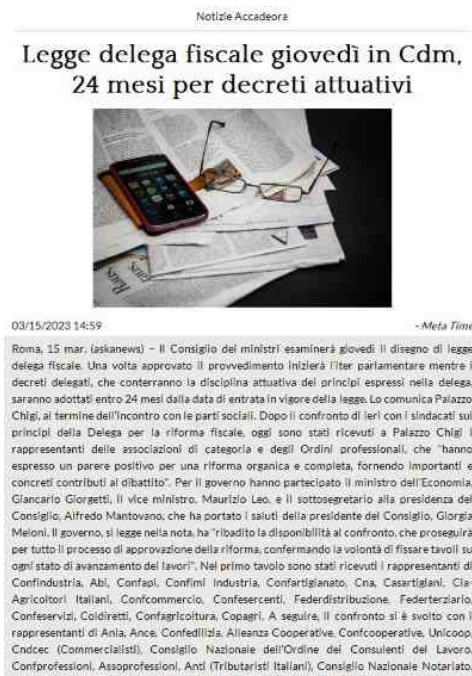 Notizie Accadeora
Legge delega fiscale giovedì in Cdm,
24 mesi per decreti attuativi
03/15/2023 14:59
- Meta Time
Roma, 15 mar. (askanews) – Il Consiglio dei ministri esaminerà giovedì il disegno di legge
delega fiscale. Una volta approvato il provvedimento inizierà l'iter parlamentare mentre i
decreti delegati, che conterranno la disciplina attuativa dei principi espressi nella delega,
saranno adottati entro 24 mesi dalla data di entrata in vigore della legge. Lo comunica Palazzo
Chigi, al termine dell'incontro con le parti sociali. Dopo il confronto di ieri con i sindacati sui
principi della Delega per la riforma fiscale, oggi sono stati ricevuti a Palazzo Chigi i
rappresentanti delle associazioni di categoria e degli Ordini professionali, che "hanno
espresso un parere positivo per una riforma organica e completa, fornendo importanti e
concreti contributi al dibattito". Per il governo hanno partecipato il ministro dell'Economia,
Giancarlo Giorgetti, il vice ministro, Maurizio Leo, e il sottosegretario alla presidenza del
Consiglio, Alfredo Mantovano, che ha portato i saluti della presidente del Consiglio, Giorgia
Meloni. Il governo, si legge nella nota, ha "ribadito la disponibilità al confronto, che proseguirà
per tutto il processo di approvazione della riforma, confermando la volontà di fissare tavoli su
ogni stato di avanzamento dei lavori". Nel primo tavolo sono stati ricevuti i rappresentanti di
Confindustria, Abi, Confapi, Confimi Industria, Confartigianato, Cna, Casartigiani, Cia-
Agricoltori Italiani, Confcommercio, Confesercenti, Federdistribuzione, Federterziario,
Confeservizi, Coldiretti, Confagricoltura, Copagri. A seguire, il confronto si è svolto con i
rappresentanti di Ania, Ance, Confedilizia, Alleanza Cooperative, Confcooperative, Unicoop,
Cndcec (Commercialisti), Consiglio Nazionale dell'Ordine dei Consulenti del Lavoro,
Confprofessioni, Assoprofessioni, Anti (Tributaristi Italiani), Consiglio Nazionale Notariato,